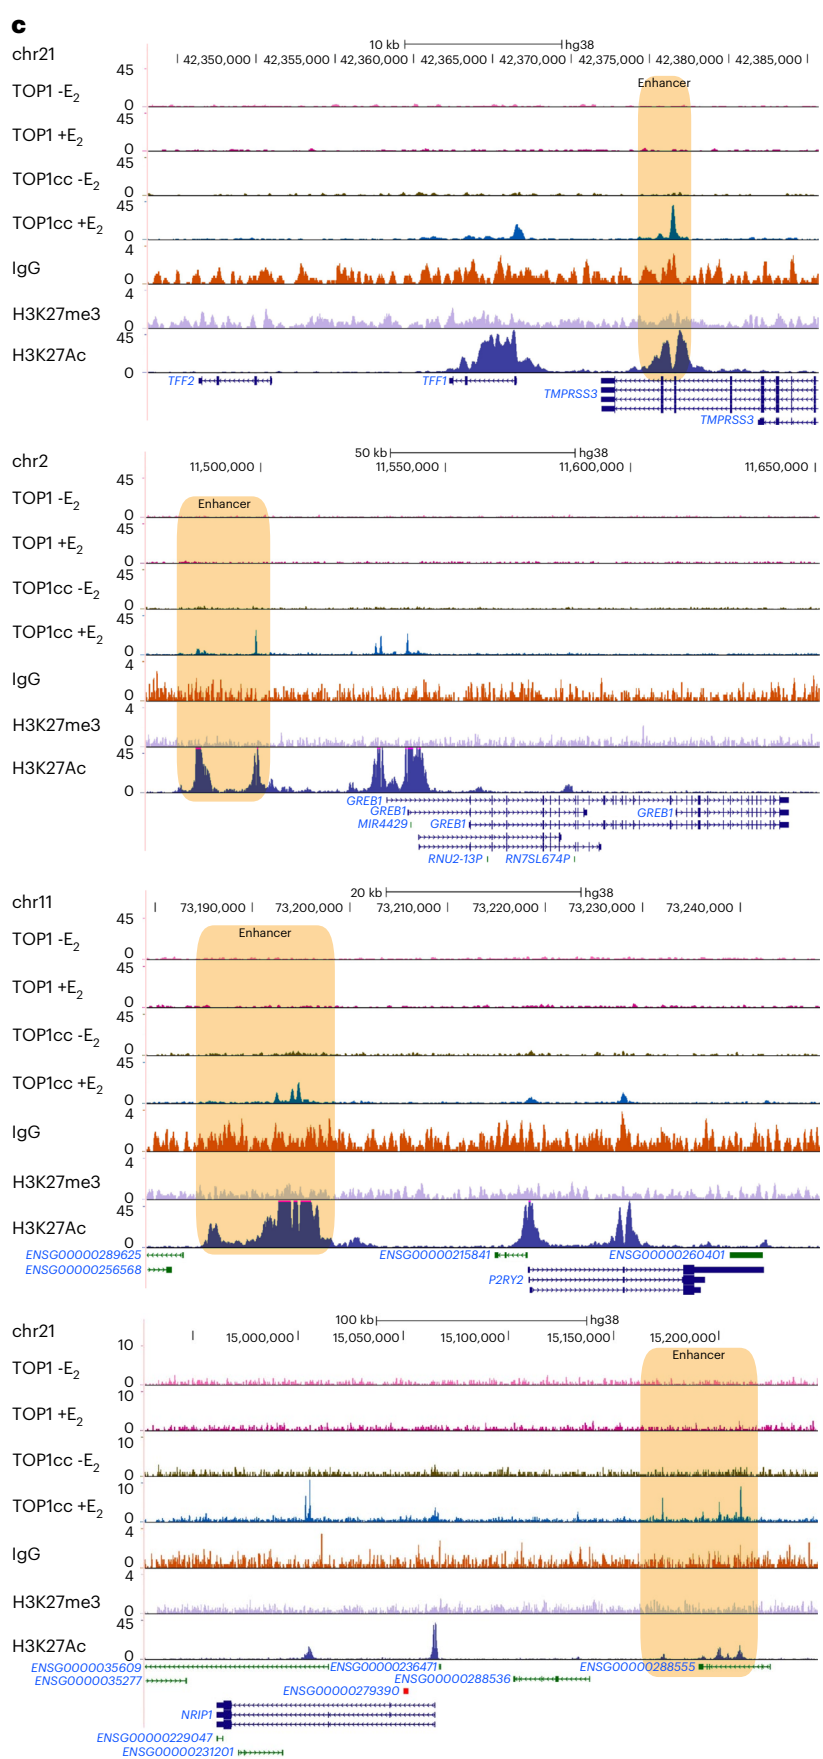 c
10 kb hg38
chr21
42,350,000 42,355,000 42,360,000 42,365,000 42,370,000 42,375,000 42,380,000 42,385,000
Enhancer
45
TOP1 -E2
0
45
TOP1 +E2
0
45
TOP1cc -E2
0
45
TOP1cc +E2
0
4
IgG
0
4
H3K27me3
0
45
H3K27Ac
0
TFF2 TFF1 TMPRSS3
TMPRSS3
50 kb hg38
chr2
11,500,000 11,550,000 11,600,000 11,650,000
45
Enhancer
TOP1 -E2
0
45
TOP1 +E2
0
45
TOP1cc -E2
0
45
TOP1cc +E2
0
4
IgG
0
4
H3K27me3
0
45
H3K27Ac
0
GREB1
GREB1 GREB1
MIR4429 GREB1
RNU2-13P RN7SL674P
20 kb hg38
chr11
73,190,000 73,200,000 73,210,000 73,220,000 73,230,000 73,240,000
45
Enhancer
TOP1 -E2
0
45
TOP1 +E2
0
45
TOP1cc -E2
0
45
TOP1cc +E2
0
4
IgG
0
4
H3K27me3
0
45
H3K27Ac
0
ENSG00000289625 ENSG00000215841 ENSG00000260401
ENSG00000256568
P2RY2
100 kb hg38
chr21
15,000,000 15,050,000 15,100,000 15,150,000 15,200,000
10
Enhancer
TOP1 -E2
0
10
TOP1 +E2
0
10
TOP1cc -E2
0
10
TOP1cc +E2
0
4
IgG
0
4
H3K27me3
0
45
H3K27Ac
0
ENSG0000035609 ENSG00000236471 ENSG00000288555
ENSG0000035277 ENSG00000288536
ENSG00000279390
NRIP1
ENSG00000229047
ENSG00000231201